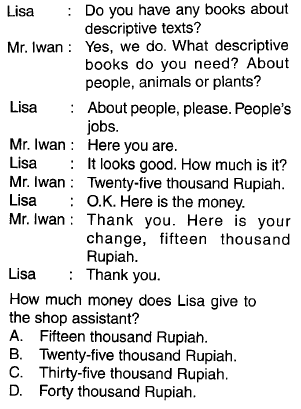 Lisa : Do you have any books about
descriptive texts?
Mr. Iwan : Yes, we do. What descriptive
books do you need? About
people, animals or plants?
Lisa : About people, please. People's
jobs.
Mr. Iwan : Here you are.
Lisa : It looks good. How much is it?
Mr. Iwan : Twenty-five thousand Rupiah.
Lisa : O.K. Here is the money.
Mr. Iwan : Thank you. Here is your
change, fifteen thousand
Rupiah.
Lisa : Thank you.
How much money does Lisa give to
the shop assistant?
A. Fifteen thousand Rupiah.
B. Twenty-five thousand Rupiah.
C. Thirty-five thousand Rupiah.
D. Forty thousand Rupiah.